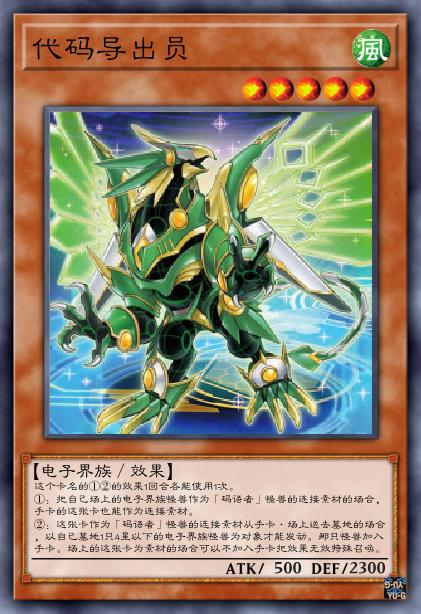 代码导出员
風
【电子界族／效果】
这个卡名的①②的效果1回合各能使用1次。
①：把自己场上的电子界族怪兽作为「码语者」怪兽的连接素材的场合，
手卡的这张卡也能作为连接素材。
②：这张卡作为「码语者」怪兽的连接素材从手卡·场上送去墓地的场合，
以自己墓地1只4星以下的电子界族怪兽为对象才能发动。那只怪兽加入
手卡。场上的这张卡为素材的场合可以不加入手卡把效果无效特殊召唤。
ATK/ 500 DEF/2300